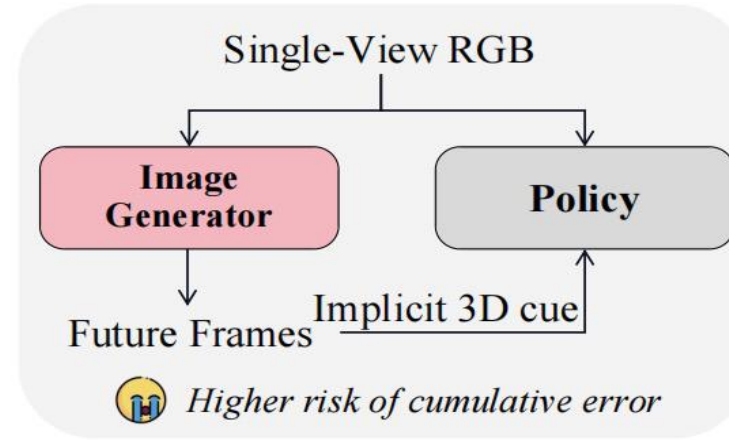 Single-View RGB
Image
Generator
Policy
Implicit 3D cue
Future Frames
Higher risk of cumulative error